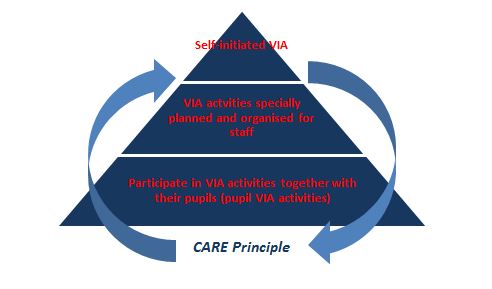 Self-initiated VIA
VIA actvities specially
planned and organised for
staff
Participate in VIA activities together with
their pupils (pupil VIA activities)
CARE Principle